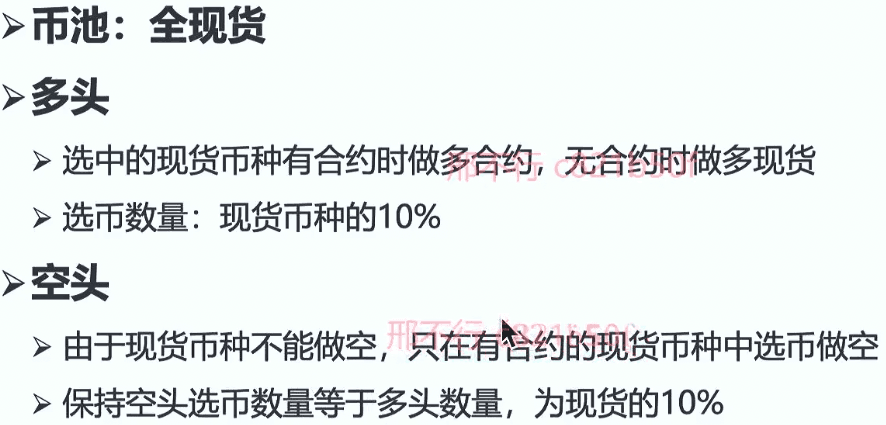 币池：全现货
多头
选中的现货币种有合约时做多合约，无合约时做多现货
选币数量：现货币种的10%
空头
由于现货币种不能做空，只在有合约的现货币种中选币做空
保持空头选币数量等于多头数量，为现货的10%
邢不行
邢不行